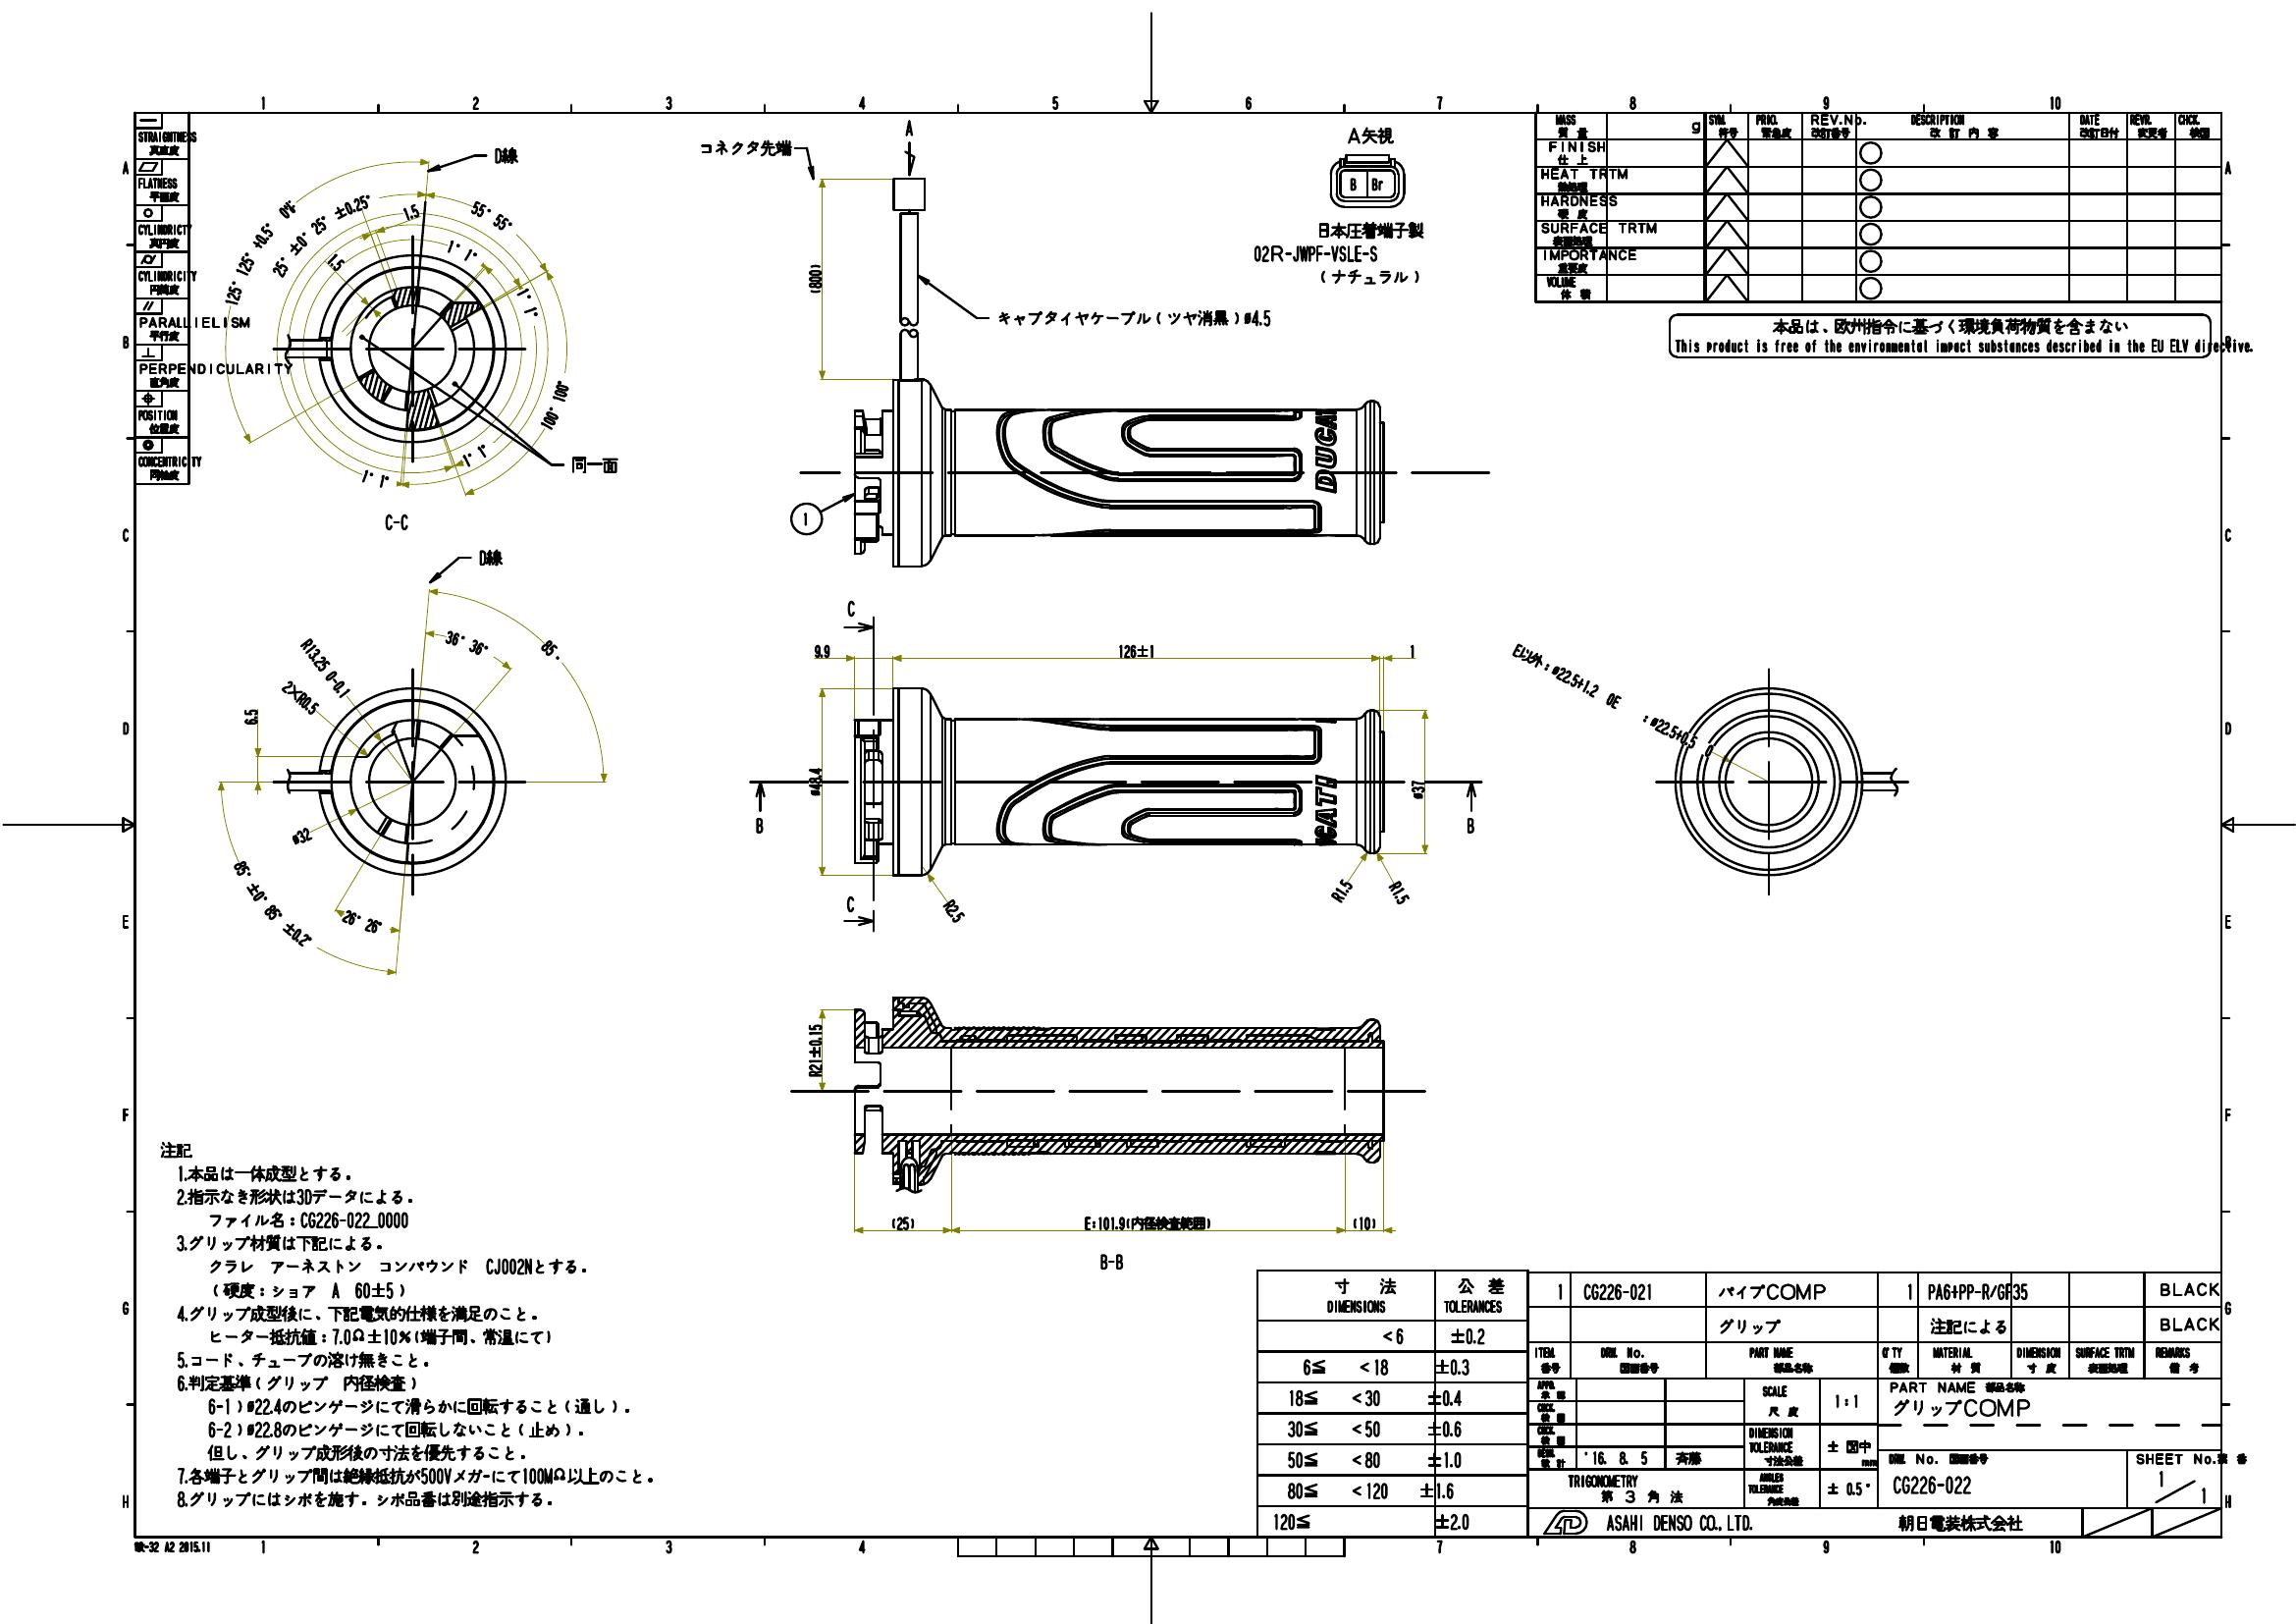 1 2 3 4 5 6 7 8 9 10
A B C D E F G H
STRAIGHTNESS
真直度
FLATNESS
平面度
CYLINDRICTY
真円度
CYLINDRICITY
円筒度
PARALLIELISM
平行度
PERPENDICULARITY
直角度
POSITION
位置度
CONCENTRICITY
同軸度
D線
125° 125° +0.5° 0°
25° ±0° 25° ±0.25°
1.5
1.5
55° 55°
1° 1°
1° 1°
100° 100°
1° 1°
1° 1°
同一面
C-C
D線
36° 36°
85°
R13.25 0-0.1
2×R0.5
6.5
ø32
85° ±0° 85° ±0.2°
26° 26°
コネクタ先端
A
(800)
キャブタイヤケーブル(ツヤ消黒)ø4.5
A矢視
B Br
日本圧着端子製
02R-JWPF-VSLE-S
(ナチュラル)
DUCA
1
C
9.9
126±1
1
ø48.4
ø37
B
B
CATI
C
R2.5
R1.5
R1.5
E以外:ø22.5+1.2 0E :ø22.5+0.5 0
R21±0.15
(25)
E:101.9(内径検査範囲)
(10)
B-B
MASS
質量
g
SYM.
符号
PRIO.
緊急度
REV.No.
改訂番号
DESCRIPTION
改訂内容
DATE
改訂日付
REVR.
変更者
CHCK.
検図
FINISH
仕上
HEAT TRTM
熱処理
HARDNESS
硬度
SURFACE TRTM
表面処理
IMPORTANCE
重要度
VOLUME
体積
本品は、欧州指令に基づく環境負荷物質を含まない
This product is free of the environmental impact substances described in the EU ELV directive.
注記
1.本品は一体成型とする。
2.指示なき形状は3Dデータによる。
ファイル名:CG226-022_0000
3.グリップ材質は下記による。
クラレ アーネストン コンパウンド CJ002Nとする。
(硬度:ショア A 60±5)
4.グリップ成型後に、下記電気的仕様を満足のこと。
ヒーター抵抗値:7.0Ω±10%(端子間、常温にて)
5.コード、チューブの溶け無きこと。
6.判定基準(グリップ 内径検査)
6-1)ø22.4のピンゲージにて滑らかに回転すること(通し)。
6-2)ø22.8のピンゲージにて回転しないこと(止め)。
但し、グリップ成形後の寸法を優先すること。
7.各端子とグリップ間は絶縁抵抗が500Vメガーにて100MΩ以上のこと。
8.グリップにはシボを施す。シボ品番は別途指示する。
寸法 公差
DIMENSIONS TOLERANCES
<6 ±0.2
6≦ <18 ±0.3
18≦ <30 ±0.4
30≦ <50 ±0.6
50≦ <80 ±1.0
80≦ <120 ±1.6
120≦ ±2.0
1 CG226-021 パイプCOMP 1 PA6+PP-R/GF35 BLACK
グリップ 注記による BLACK
ITEM. DRW. No. PART NAME Q'TY MATERIAL DIMENSION SURFACE TRTM REMARKS
番号 図面番号 部品名称 個数 材質 寸度 表面処理 備考
APPD.
承認
CHCK.
検図
CHCK.
検図
DESN.
設計
'16. 8. 5 斉藤
SCALE
尺度
1:1
DIMENSION
TOLERANCE
寸法公差
± 図中
mm
TRIGONOMETRY
第3角法
ANGLES
TOLERANCE
± 0.5°
PART NAME 部品名称
グリップCOMP
DRW. No. 図面番号
CG226-022
SHEET No.葉番
1/1
ASAHI DENSO CO., LTD. 朝日電装株式会社
A2 2015.11